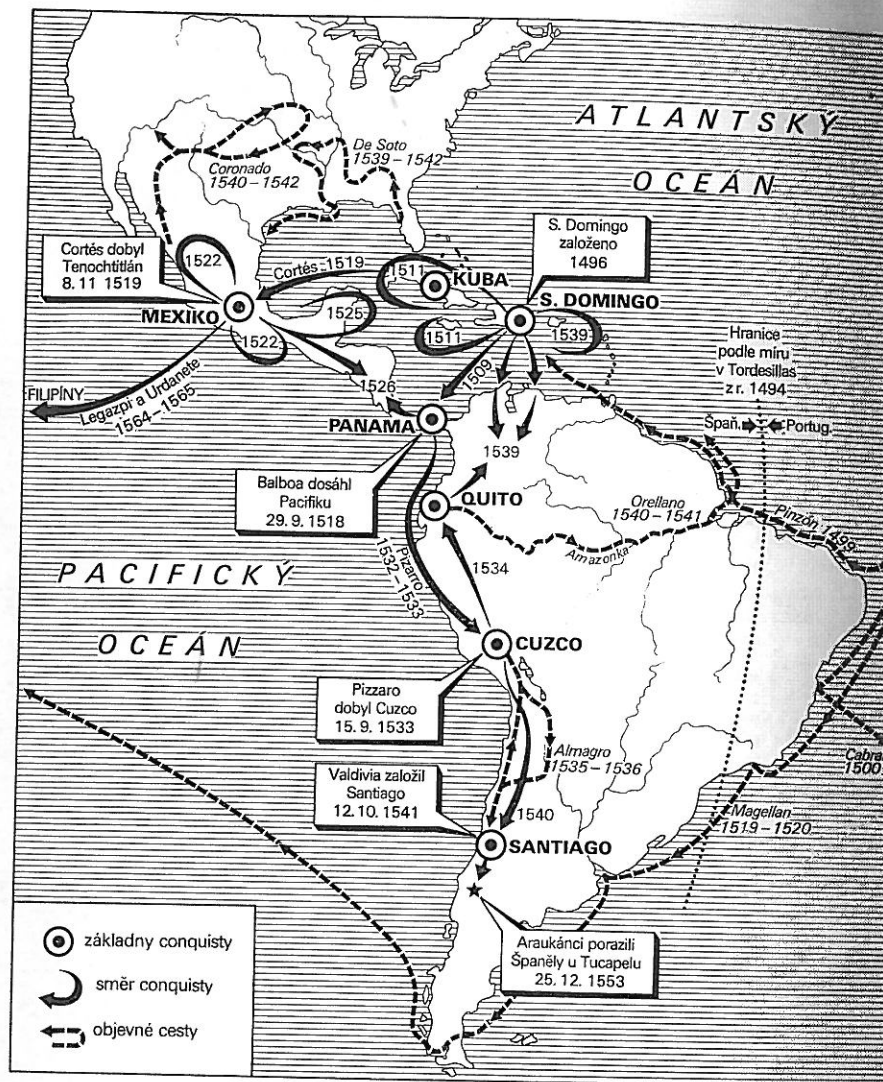 ATLANTSKÝ
OCEÁN
De Soto
1539–1542
Coronado
1540–1542
S. Domingo
založeno
1496
Cortés dobyl
Tenochtitlán
8. 11 1519
1522
Cortés 1519
1511
KUBA
S. DOMINGO
MEXIKO
1525
1522
1511
1539
Hranice
podle míru
v Tordesillas
z r. 1494
Špaň.
Portug.
FILIPÍNY
Legazpi a Urdanete
1564–1565
1526
1509
PANAMA
1539
Balboa dosáhl
Pacifiku
29. 9. 1518
QUITO
Orellano
1540–1541
Amazonka
Pinzón 1499
PACIFICKÝ
OCEÁN
Pizarro
1532–1533
1534
CUZCO
Pizzaro
dobyl Cuzco
15. 9. 1533
Almagro
1535–1536
Cabra
1500
Valdivia založil
Santiago
12. 10. 1541
1540
Magellan
1519–1520
SANTIAGO
Araukánci porazili
Španěly u Tucapelu
25. 12. 1553
základny conquisty
směr conquisty
objevné cesty